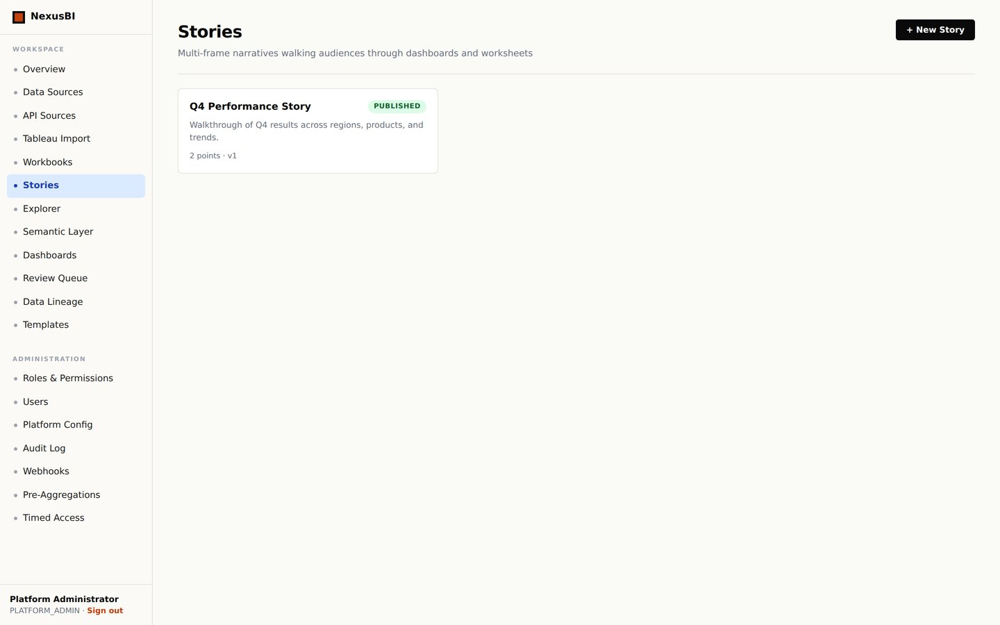 NexusBI
WORKSPACE
Overview
Data Sources
API Sources
Tableau Import
Workbooks
Stories
Explorer
Semantic Layer
Dashboards
Review Queue
Data Lineage
Templates
ADMINISTRATION
Roles & Permissions
Users
Platform Config
Audit Log
Webhooks
Pre-Aggregations
Timed Access
Platform Administrator
PLATFORM_ADMIN · Sign out
Stories
+ New Story
Multi-frame narratives walking audiences through dashboards and worksheets
Q4 Performance Story
PUBLISHED
Walkthrough of Q4 results across regions, products, and
trends.
2 points · v1